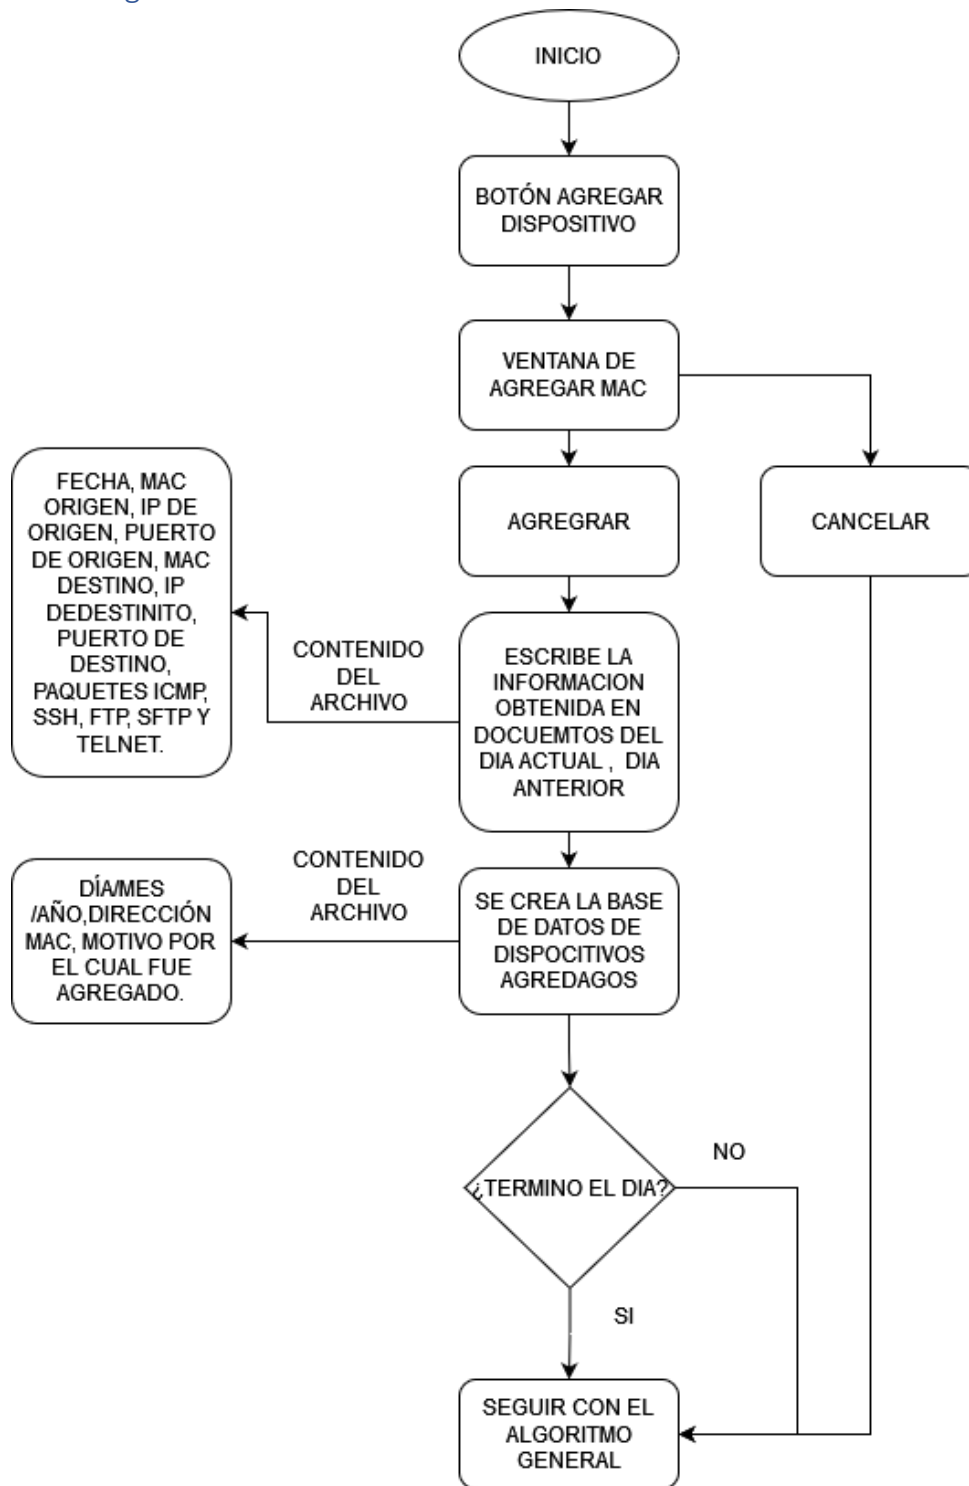 INICIO
BOTÓN AGREGAR
DISPOSITIVO
VENTANA DE
AGREGAR MAC
AGREGRAR
CANCELAR
FECHA, MAC
ORIGEN, IP DE
ORIGEN, PUERTO
DE ORIGEN, MAC
DESTINO, IP
DEDESTINITO,
PUERTO DE
DESTINO,
PAQUETES ICMP,
SSH, FTP, SFTP Y
TELNET.
CONTENIDO
DEL
ARCHIVO
ESCRIBE LA
INFORMACION
OBTENIDA EN
DOCUEMTOS DEL
DIA ACTUAL , DIA
ANTERIOR
DÍA/MES
/AÑO,DIRECCIÓN
MAC, MOTIVO POR
EL CUAL FUE
AGREGADO.
CONTENIDO
DEL
ARCHIVO
SE CREA LA BASE
DE DATOS DE
DISPOCITIVOS
AGREDAGOS
¿TERMINO EL DIA?
NO
SI
SEGUIR CON EL
ALGORITMO
GENERAL